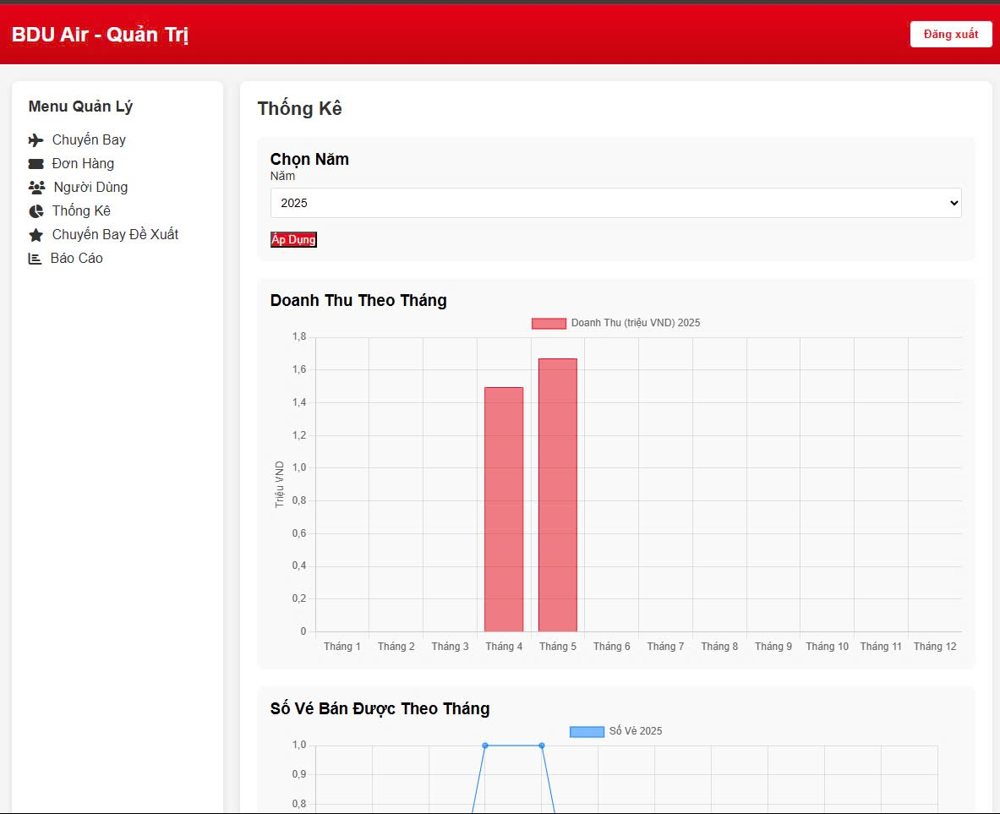 BDU Air - Quản Trị
Đăng xuất
Menu Quản Lý
Chuyến Bay
Đơn Hàng
Người Dùng
Thống Kê
Chuyến Bay Đề Xuất
Báo Cáo
Thống Kê
Chọn Năm
Năm
2025
Áp Dụng
Doanh Thu Theo Tháng
Doanh Thu (triệu VND) 2025
Triệu VND
1,8
1,6
1,4
1,2
1,0
0,8
0,6
0,4
0,2
0
Tháng 1 Tháng 2 Tháng 3 Tháng 4 Tháng 5 Tháng 6 Tháng 7 Tháng 8 Tháng 9 Tháng 10 Tháng 11 Tháng 12
Số Vé Bán Được Theo Tháng
Số Vé 2025
1,0
0,9
0,8